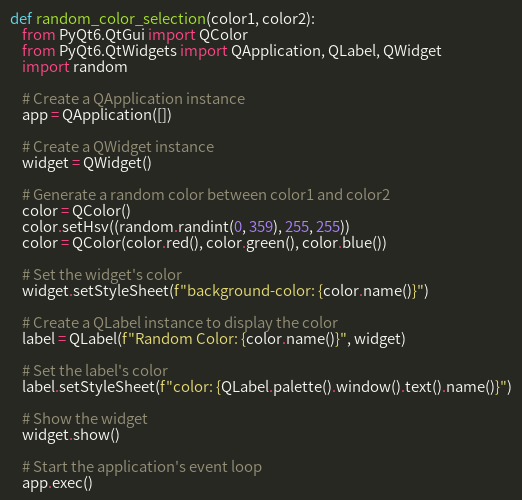 def random_color_selection(color1, color2):
    from PyQt6.QtGui import QColor
    from PyQt6.QtWidgets import QApplication, QLabel, QWidget
    import random

    # Create a QApplication instance
    app = QApplication([])

    # Create a QWidget instance
    widget = QWidget()

    # Generate a random color between color1 and color2
    color = QColor()
    color.setHsv((random.randint(0, 359), 255, 255))
    color = QColor(color.red(), color.green(), color.blue())

    # Set the widget's color
    widget.setStyleSheet(f"background-color: {color.name()}")

    # Create a QLabel instance to display the color
    label = QLabel(f"Random Color: {color.name()}", widget)

    # Set the label's color
    label.setStyleSheet(f"color: {QLabel.palette().window().text().name()}")

    # Show the widget
    widget.show()

    # Start the application's event loop
    app.exec()